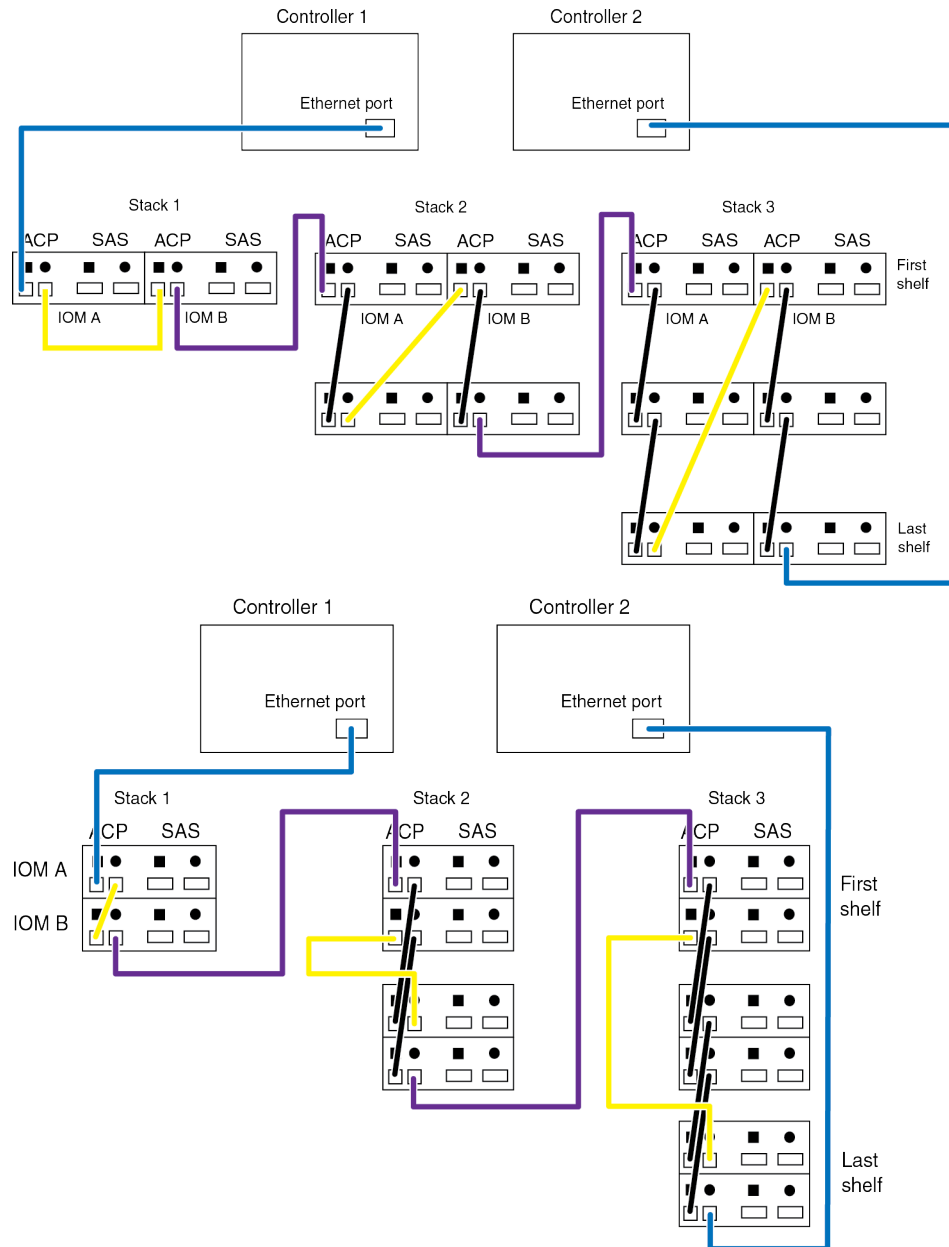 Controller 1
Controller 2
Ethernet port
Ethernet port
Stack 1
Stack 2
Stack 3
ACP SAS ACP SAS
ACP SAS ACP SAS
ACP SAS ACP SAS
First
shelf
IOM A
IOM B
IOM A
IOM B
IOM A
IOM B
Last
shelf
Controller 1
Controller 2
Ethernet port
Ethernet port
Stack 1
Stack 2
Stack 3
ACP SAS
ACP SAS
ACP SAS
IOM A
IOM B
First
shelf
Last
shelf